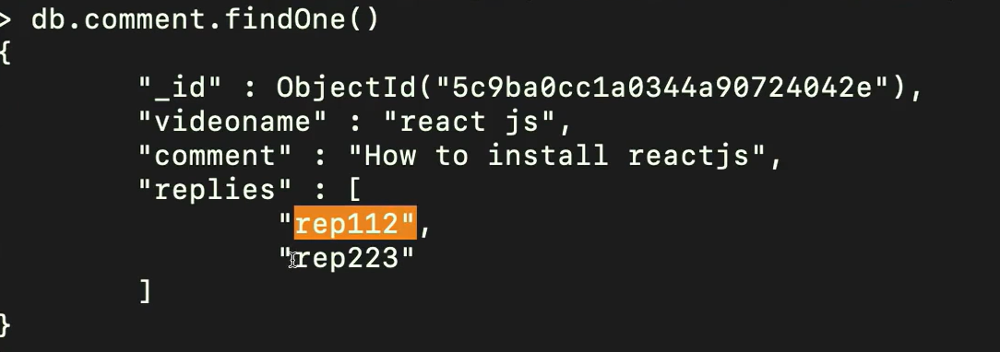 > db.comment.findOne()
{
"_id" : ObjectId("5c9ba0cc1a0344a90724042e"),
"videoname" : "react js",
"comment" : "How to install reactjs",
"replies" : [
"rep112",
"rep223"
]
}